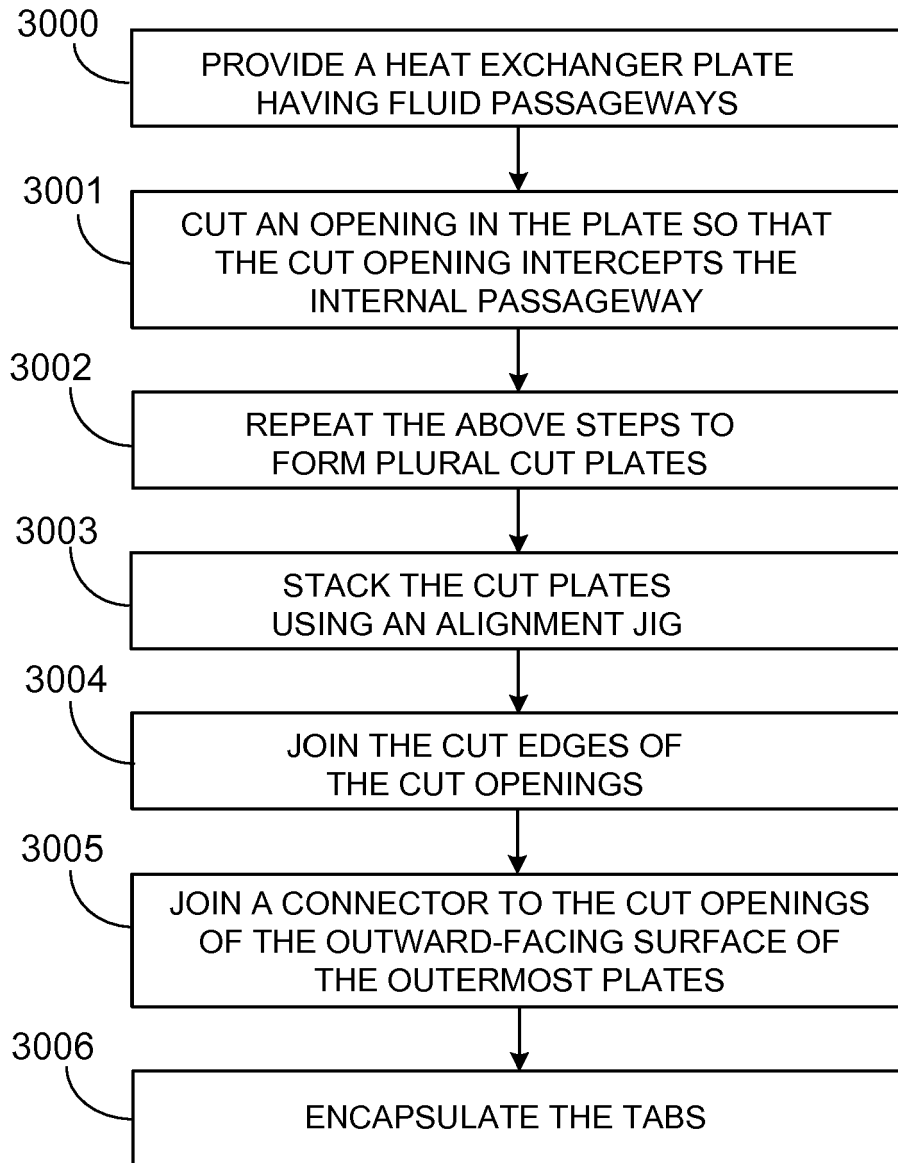 3000
PROVIDE A HEAT EXCHANGER PLATE
HAVING FLUID PASSAGEWAYS
3001
CUT AN OPENING IN THE PLATE SO THAT
THE CUT OPENING INTERCEPTS THE
INTERNAL PASSAGEWAY
3002
REPEAT THE ABOVE STEPS TO
FORM PLURAL CUT PLATES
3003
STACK THE CUT PLATES
USING AN ALIGNMENT JIG
3004
JOIN THE CUT EDGES OF
THE CUT OPENINGS
3005
JOIN A CONNECTOR TO THE CUT OPENINGS
OF THE OUTWARD-FACING SURFACE OF
THE OUTERMOST PLATES
3006
ENCAPSULATE THE TABS